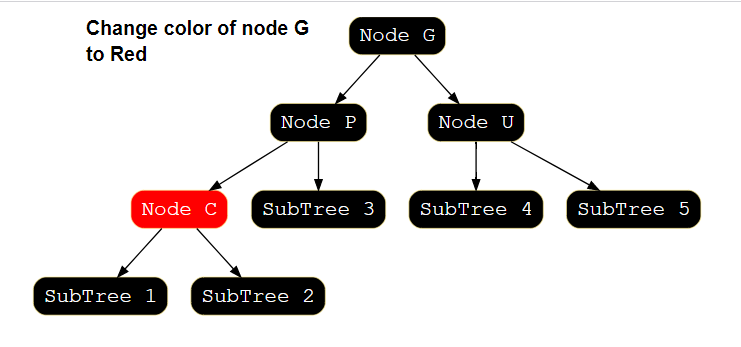 Change color of node G
to Red
Node G
Node P
Node U
Node C
SubTree 3
SubTree 4
SubTree 5
SubTree 1
SubTree 2